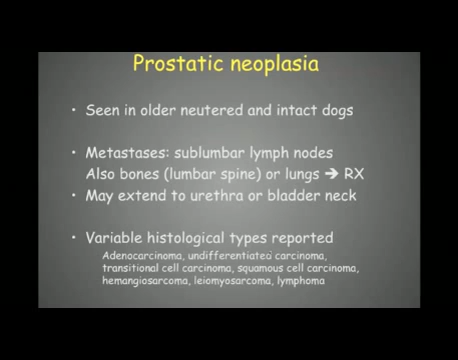 Prostatic neoplasia
• Seen in older neutered and intact dogs
• Metastases: sublumbar lymph nodes
Also bones (lumbar spine) or lungs ➔ RX
• May extend to urethra or bladder neck
• Variable histological types reported
Adenocarcinoma, undifferentiated carcinoma,
transitional cell carcinoma, squamous cell carcinoma,
hemangiosarcoma, leiomyosarcoma, lymphoma